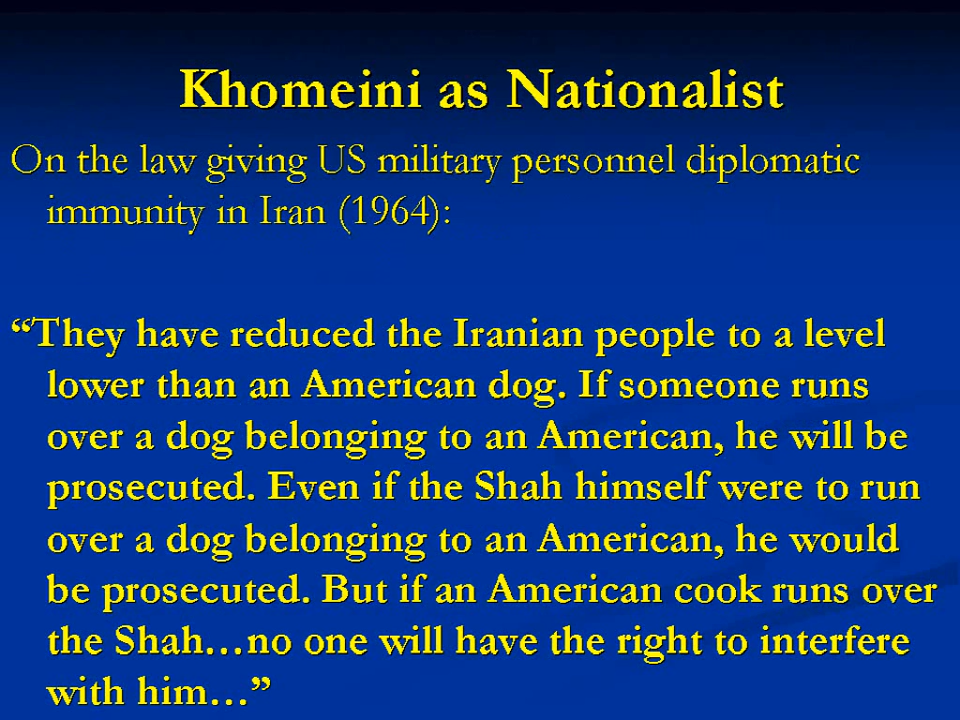 Khomeini as Nationalist
On the law giving US military personnel diplomatic
immunity in Iran (1964):
“They have reduced the Iranian people to a level
lower than an American dog. If someone runs
over a dog belonging to an American, he will be
prosecuted. Even if the Shah himself were to run
over a dog belonging to an American, he would
be prosecuted. But if an American cook runs over
the Shah…no one will have the right to interfere
with him…”